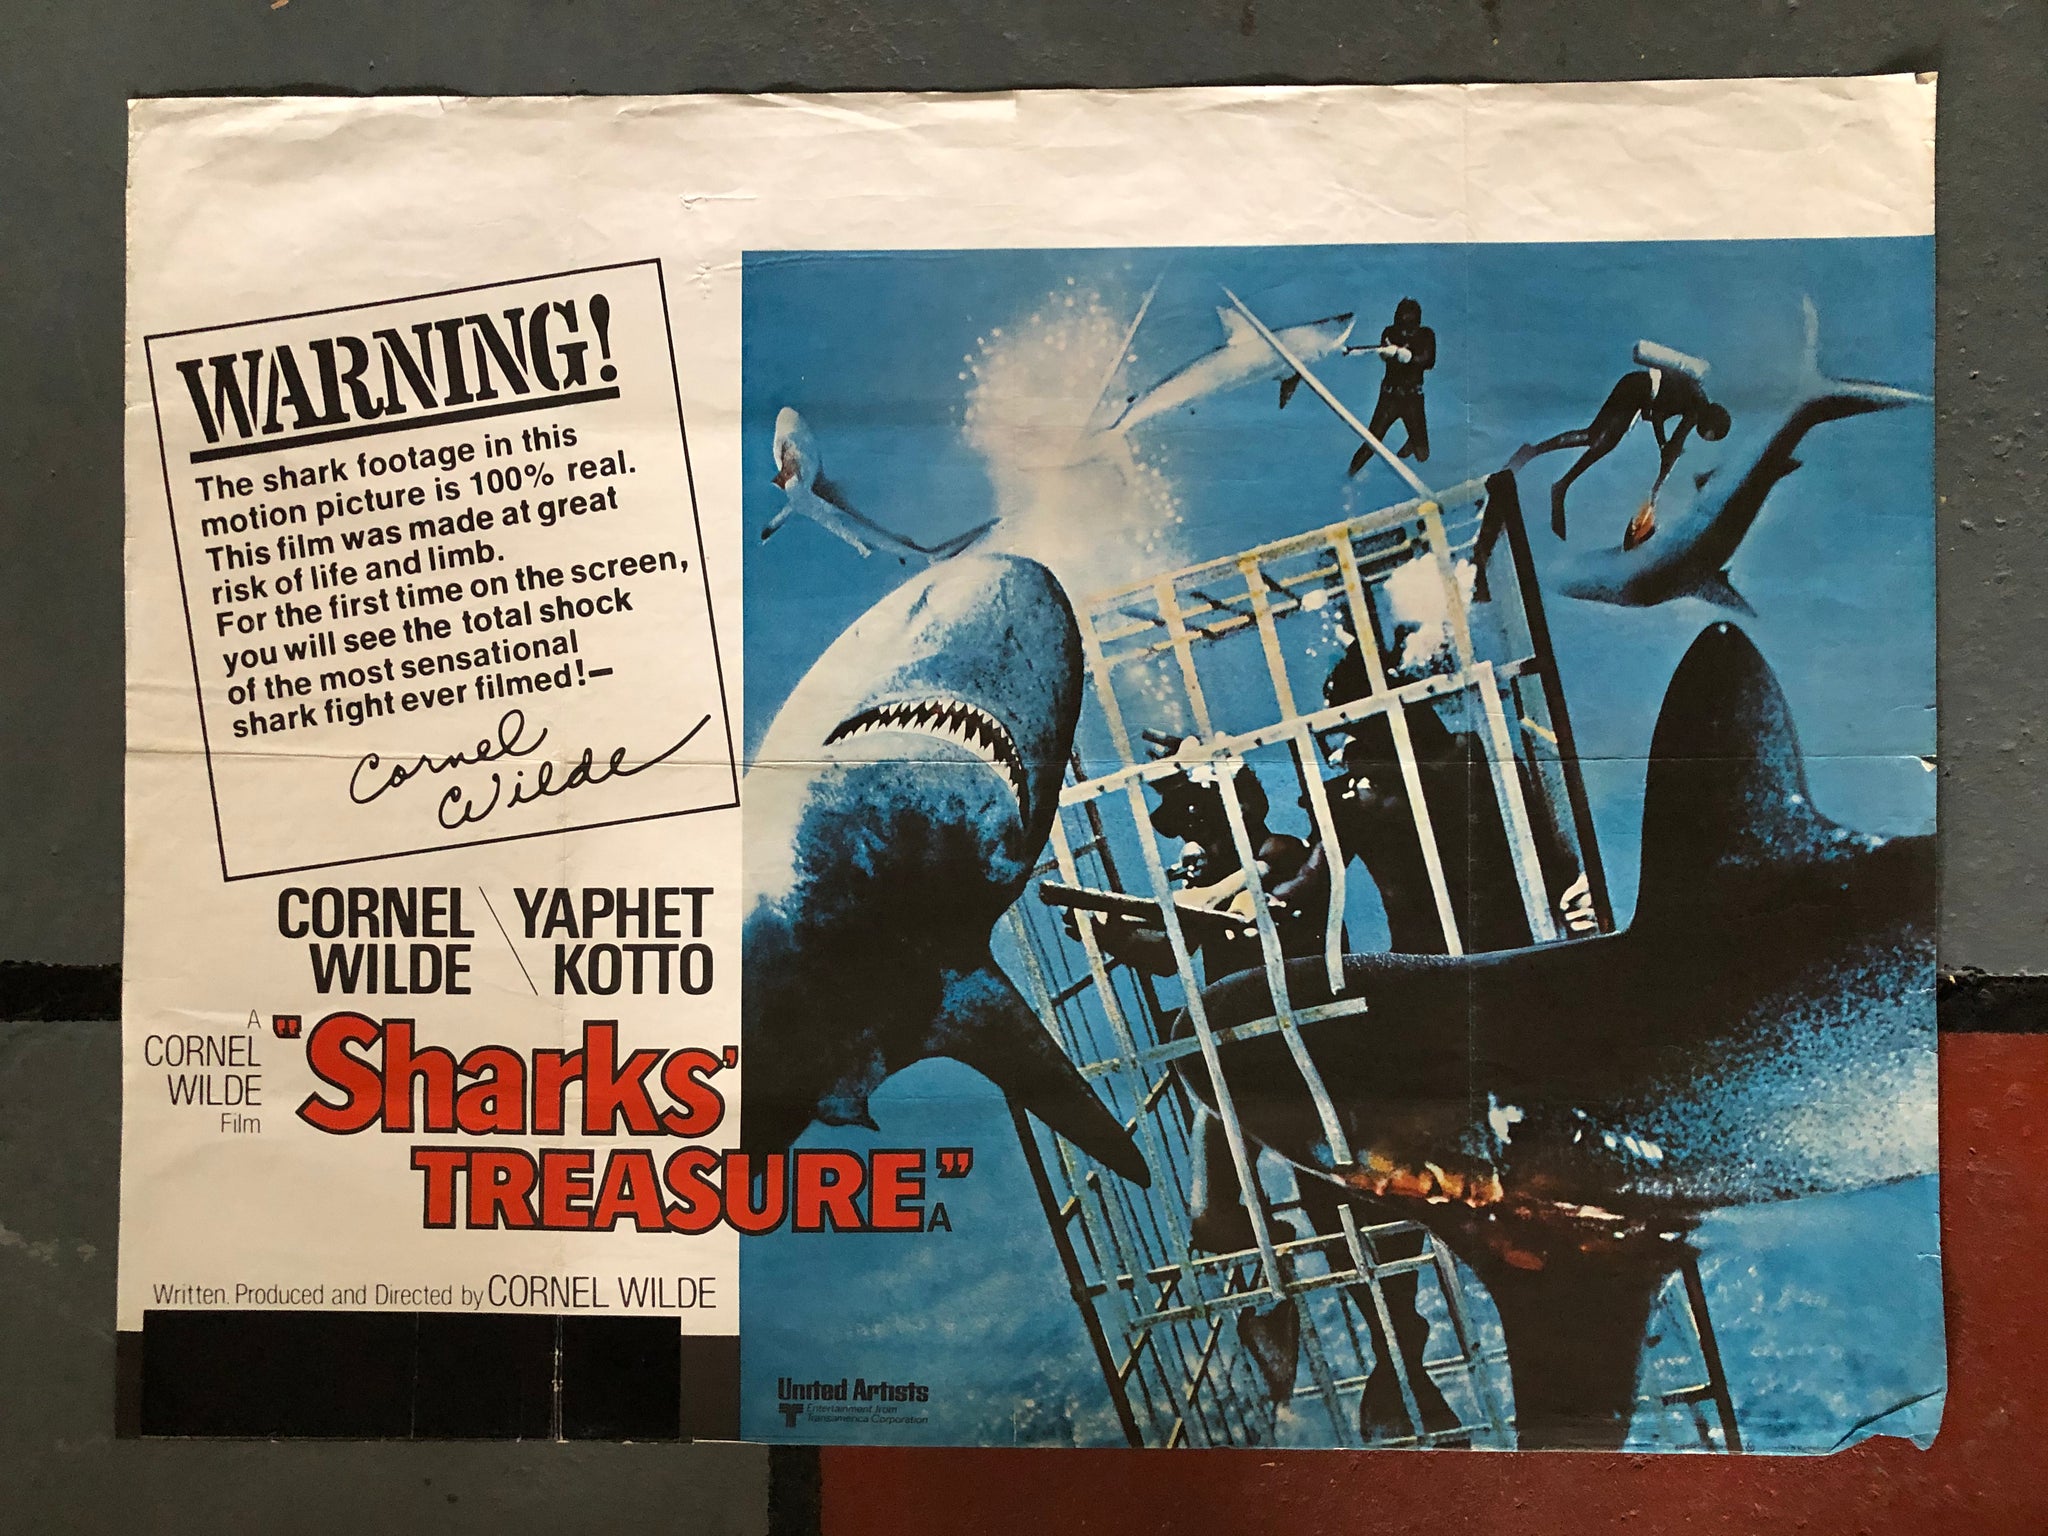 WARNING!
The shark footage in this
motion picture is 100% real.
This film was made at great
risk of life and limb.
For the first time on the screen,
you will see the total shock
of the most sensational
shark fight ever filmed!—
Cornel
Wilde
CORNEL
WILDE
YAPHET
KOTTO
A
CORNEL
WILDE
Film
"Sharks'
TREASURE"
A
Written, Produced and Directed by CORNEL WILDE
United Artists
Entertainment from
Transamerica Corporation